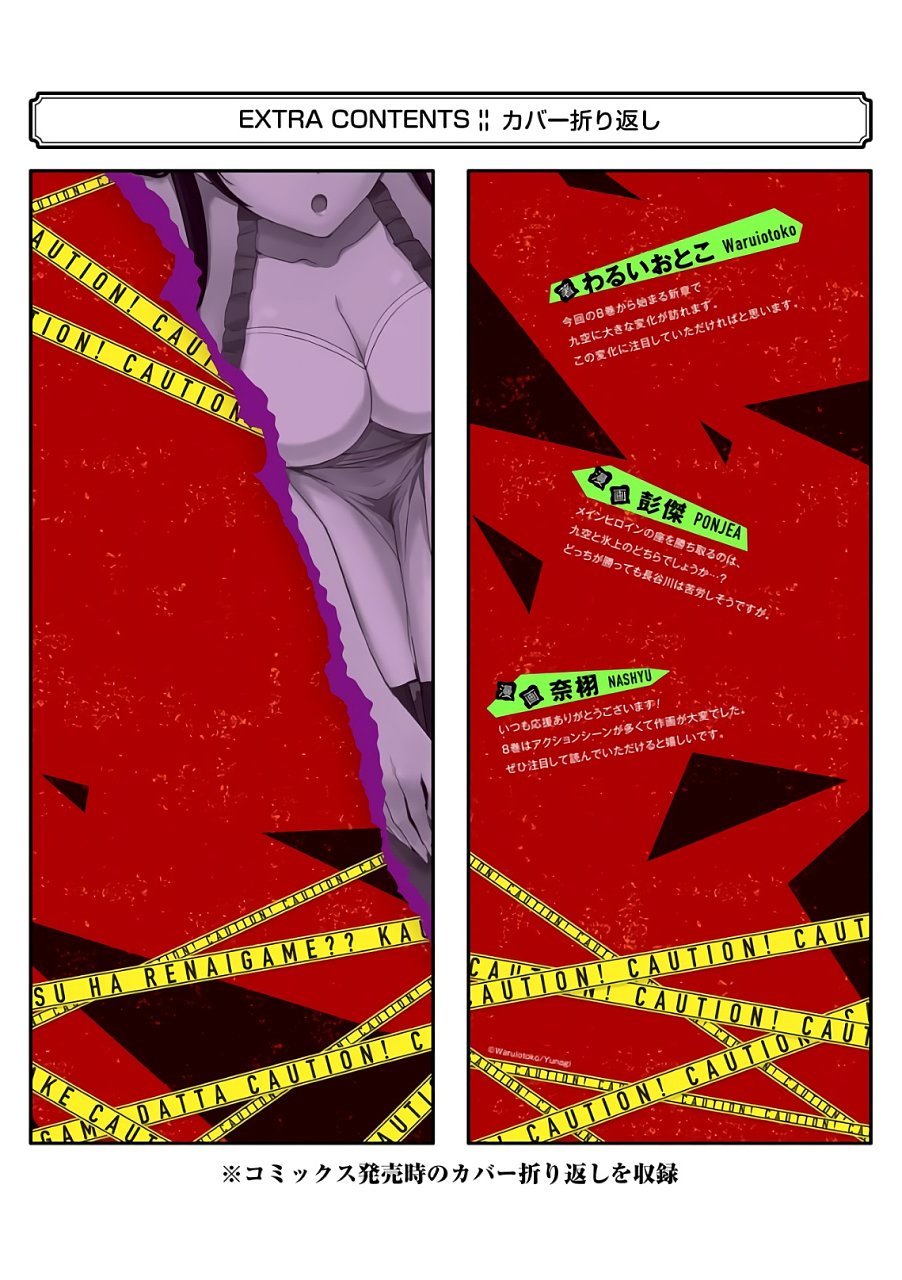 EXTRA CONTENTS ¦¦ カバー折り返し
CAUTION! CAU
AUTION! CAUT
TION! CAUTION
SU HA RENAIGAME?? KA
CAUTION! CAUTION! CAUTION!
DATTA CAUTION! C
KE CAUT
GAM
CAUTI
著 わるいおとこ Waruiotoko
今回の8巻から始まる新章で
九空に大きな変化が訪れます。
この変化に注目していただければと思います。
漫画 彭傑 PONJEA
メインヒロインの座を勝ち取るのは、
九空と氷上のどちらでしょうか…?
どっちが勝っても長谷川は苦労しそうですが。
漫画 奈栩 NASHYU
いつも応援ありがとうございます!
8巻はアクションシーンが多くて作画が大変でした。
ぜひ注目して読んでいただけると嬉しいです。
CAUTION! CAUTION! CAUT
CAUTION! CAUTION! CAUT
©Waruiotoko/Yunagi
CAUTION! CAUTION!
※コミックス発売時のカバー折り返しを収録